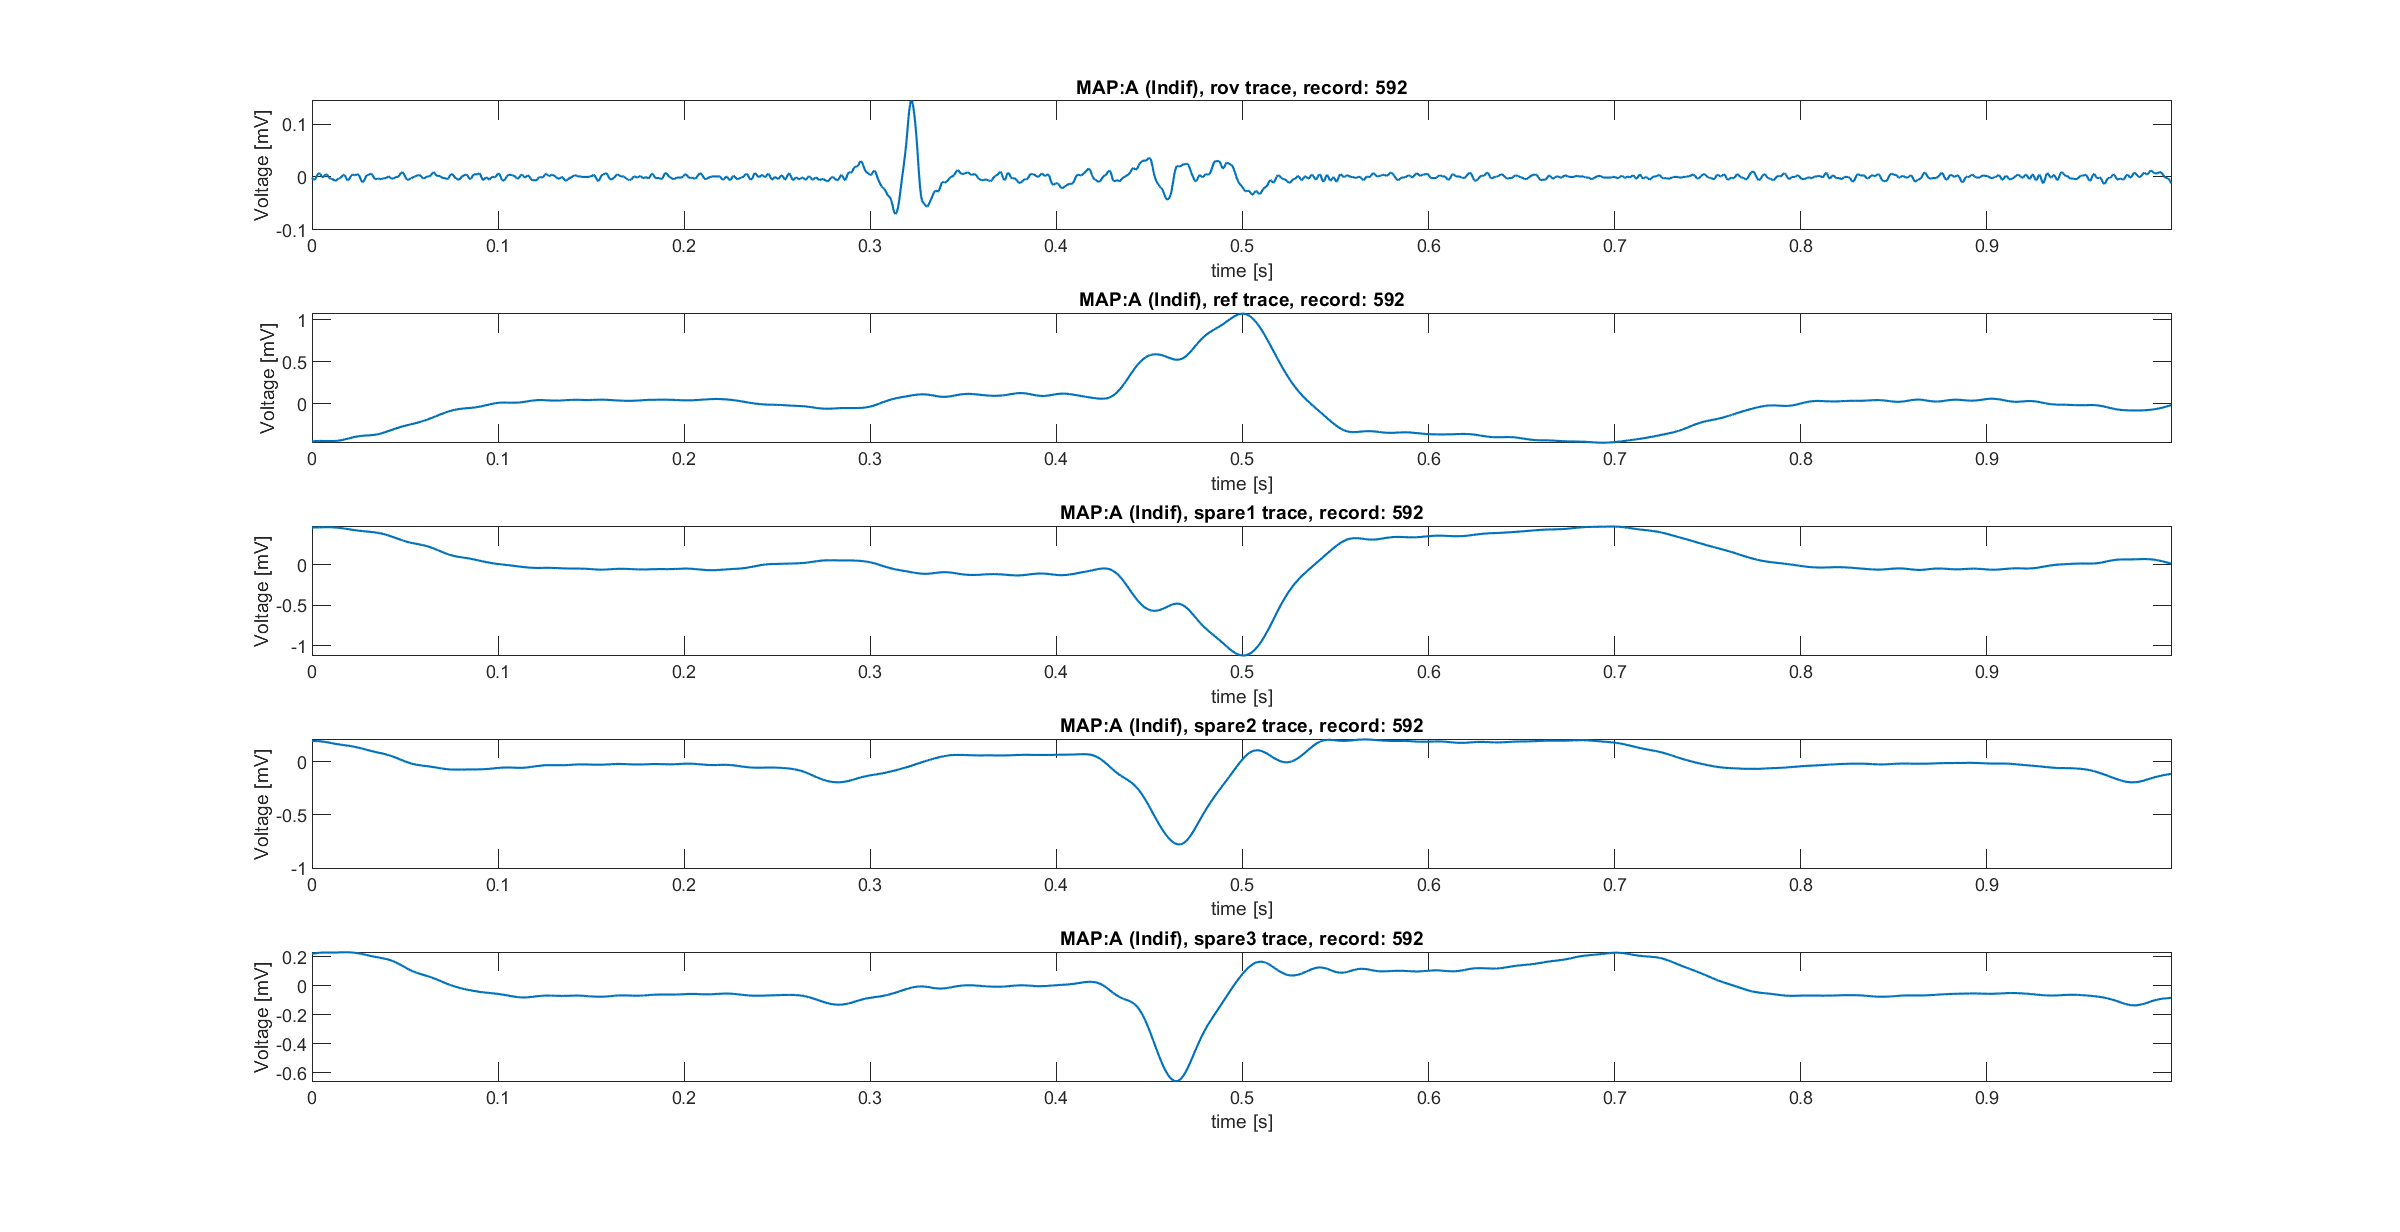 MAP:A (Indif), rov trace, record: 592
Voltage [mV]
0.1
0
-0.1
0 0.1 0.2 0.3 0.4 0.5 0.6 0.7 0.8 0.9
time [s]
MAP:A (Indif), ref trace, record: 592
Voltage [mV]
1
0.5
0
0 0.1 0.2 0.3 0.4 0.5 0.6 0.7 0.8 0.9
time [s]
MAP:A (Indif), spare1 trace, record: 592
Voltage [mV]
0
-0.5
-1
0 0.1 0.2 0.3 0.4 0.5 0.6 0.7 0.8 0.9
time [s]
MAP:A (Indif), spare2 trace, record: 592
Voltage [mV]
0
-0.5
-1
0 0.1 0.2 0.3 0.4 0.5 0.6 0.7 0.8 0.9
time [s]
MAP:A (Indif), spare3 trace, record: 592
Voltage [mV]
0.2
0
-0.2
-0.4
-0.6
0 0.1 0.2 0.3 0.4 0.5 0.6 0.7 0.8 0.9
time [s]